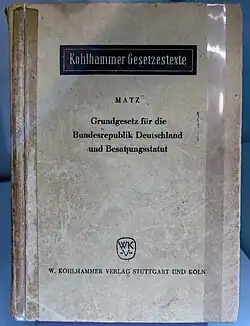 Kohlhammer Gesetzestexte
MATZ
Grundgesetz für die
Bundesrepublik Deutschland
und Besatzungsstatut
WK
V
W. KOHLHAMMER VERLAG STUTTGART UND KÖLN